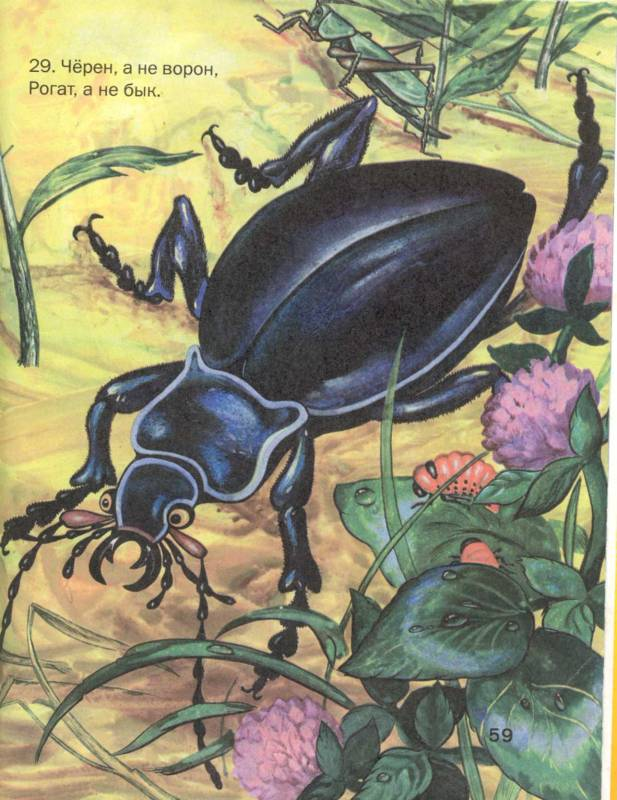 29. Чёрен, а не ворон,
Рогат, а не бык.
59